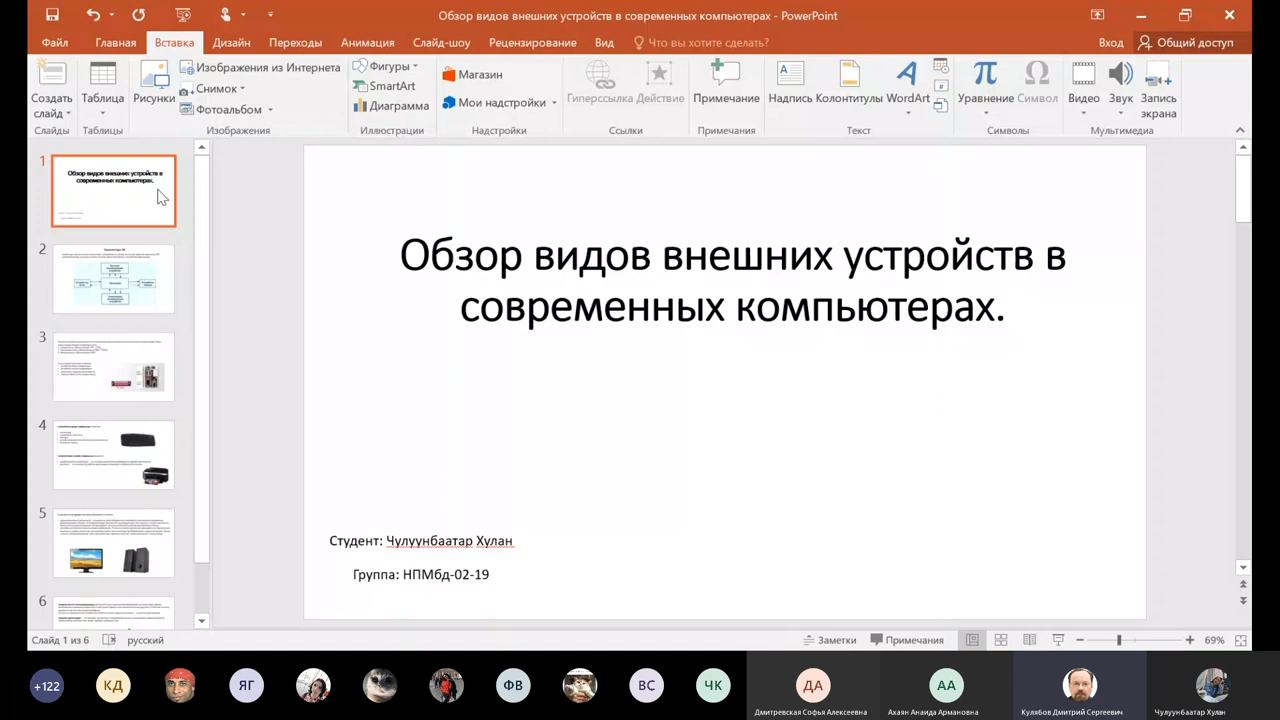 Обзор видов внешних устройств в современных компьютерах - PowerPoint
Файл Главная Вставка Дизайн Переходы Анимация Слайд-шоу Рецензирование Вид Что вы хотите сделать? Вход Общий доступ
Создать слайд
Таблица
Рисунки
Изображения из Интернета
Снимок
Фотоальбом
Фигуры
SmartArt
Диаграмма
Магазин
Мои надстройки
Гиперссылка
Действие
Примечание
Надпись
Колонтитулы
WordArt
Уравнение
Символ
Видео
Звук
Запись экрана
Слайды Таблицы Изображения Иллюстрации Надстройки Ссылки Примечания Текст Символы Мультимедиа
1
Обзор видов внешних устройств в
современных компьютерах.
2
3
4
5
6
Обзор видов внешних устройств в
современных компьютерах.
Студент: Чулуунбаатар Хулан
Группа: НПМбд-02-19
Слайд 1 из 6 русский Заметки Примечания 69%
+122 КД ЯГ ФВ ВС ЧК ДА АА
Дмитревская Софья Алексеевна Ахаян Анаида Армановна Кулябов Дмитрий Сергеевич Чулуунбаатар Хулан